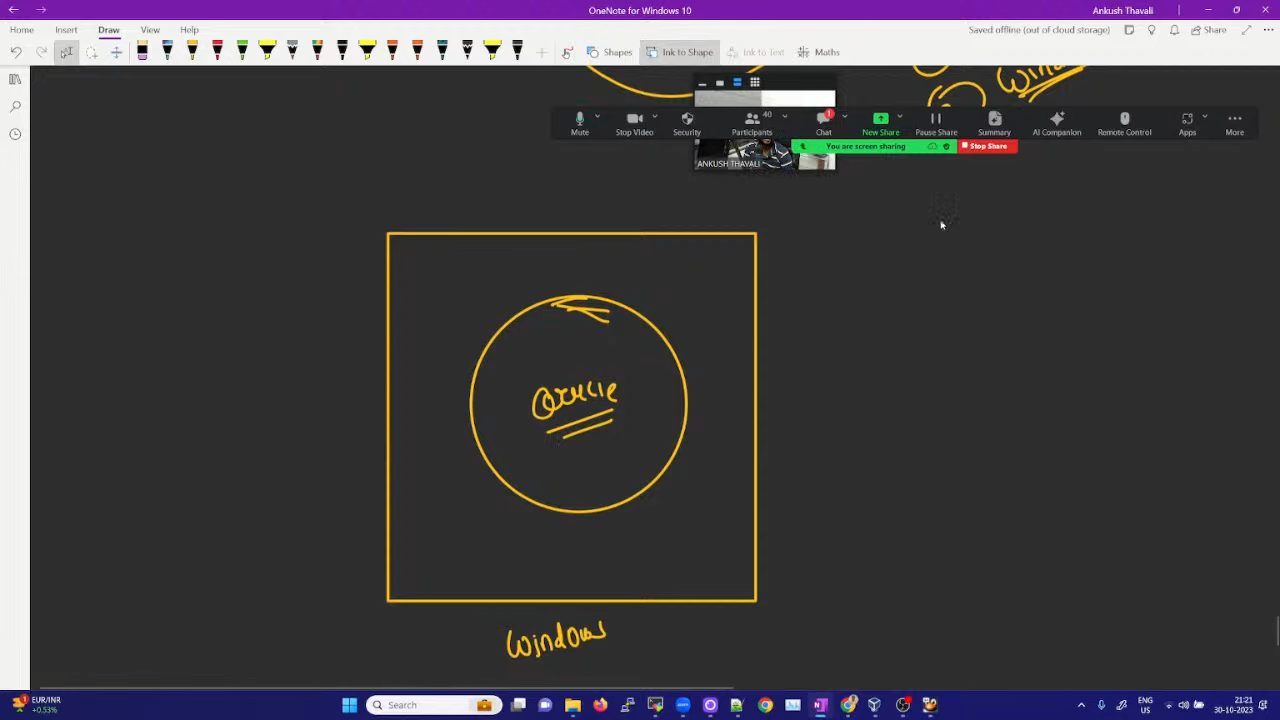 OneNote for Windows 10
Ankush Thavali
Home Insert Draw View Help
Saved offline (out of cloud storage) Share
Shapes Ink to Shape Ink to Text Maths
Mute Stop Video Security Participants 40 Chat 1 New Share Pause Share Summary AI Companion Remote Control Apps More
You are screen sharing Stop Share
ANKUSH THAVALI
Oracle
Windows
1 EUR/INR
+0.53%
Search
ENG
US
21:21
30-10-2023